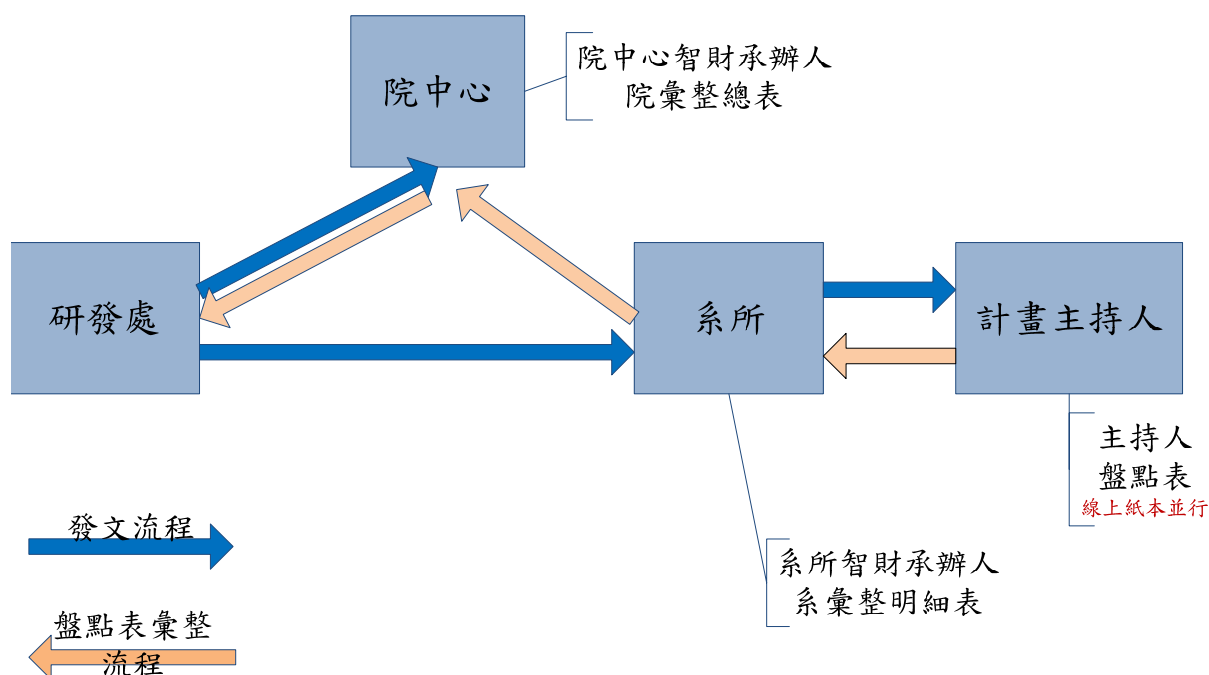 院中心
院中心智財承辦人
院彙整總表
研發處
系所
計畫主持人
主持人
盤點表
線上紙本並行
發文流程
系所智財承辦人
系彙整明細表
盤點表彙整
流程